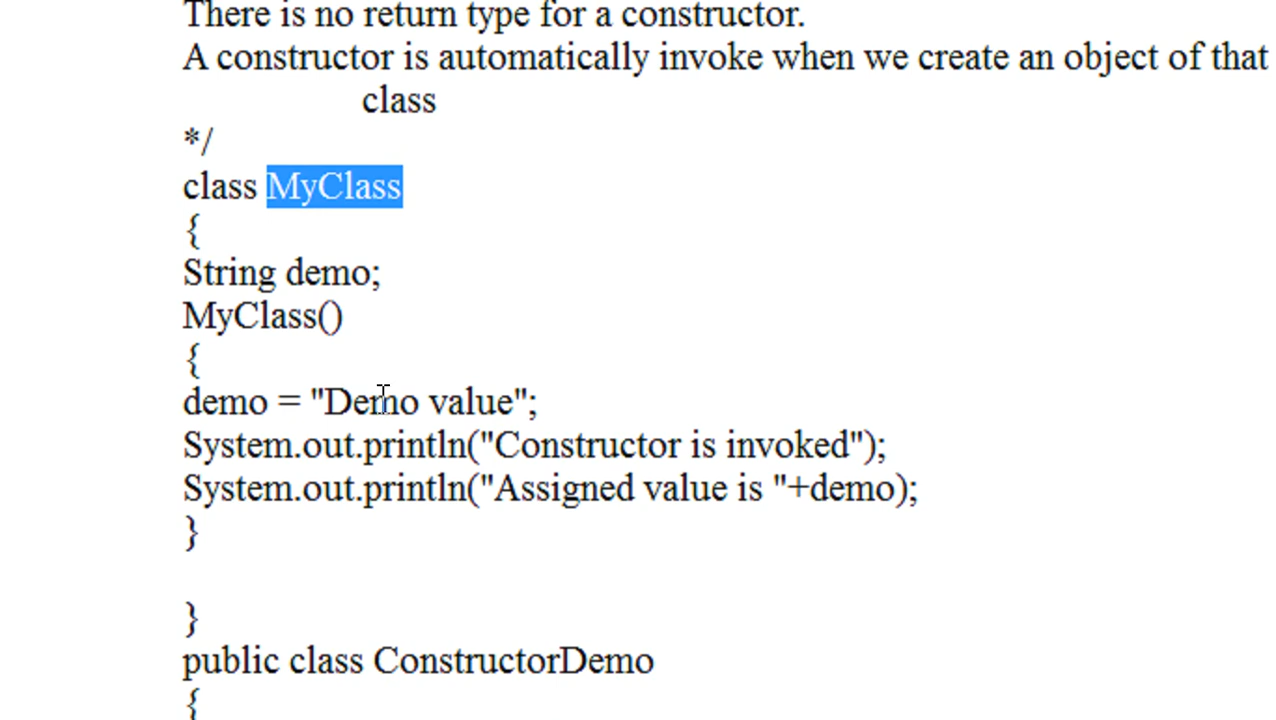 There is no return type for a constructor.
A constructor is automatically invoke when we create an object of that
class
*/
class MyClass
{
String demo;
MyClass()
{
demo = "Demo value";
System.out.println("Constructor is invoked");
System.out.println("Assigned value is "+demo);
}
}
public class ConstructorDemo
{